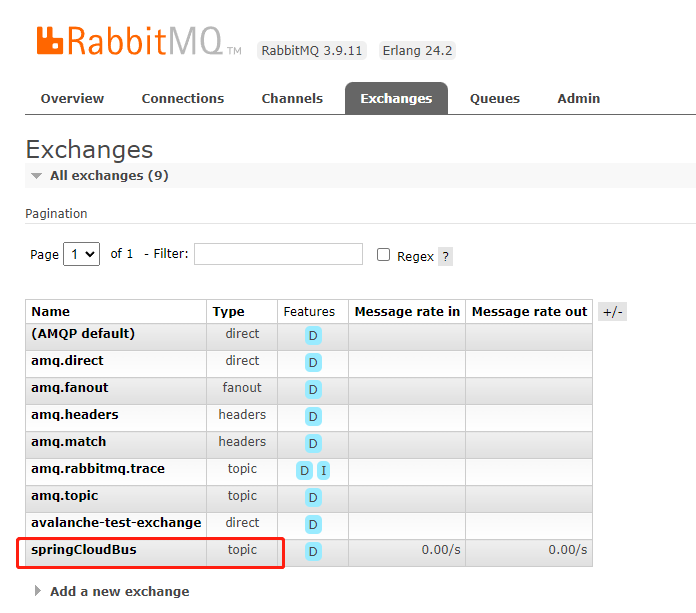 RabbitMQ TM RabbitMQ 3.9.11 Erlang 24.2
Overview Connections Channels Exchanges Queues Admin
Exchanges
All exchanges (9)
Pagination
Page 1 of 1 - Filter: Regex ?
Name Type Features Message rate in Message rate out +/-
(AMQP default) direct D
amq.direct direct D
amq.fanout fanout D
amq.headers headers D
amq.match headers D
amq.rabbitmq.trace topic D I
amq.topic topic D
avalanche-test-exchange direct D
springCloudBus topic D 0.00/s 0.00/s
Add a new exchange